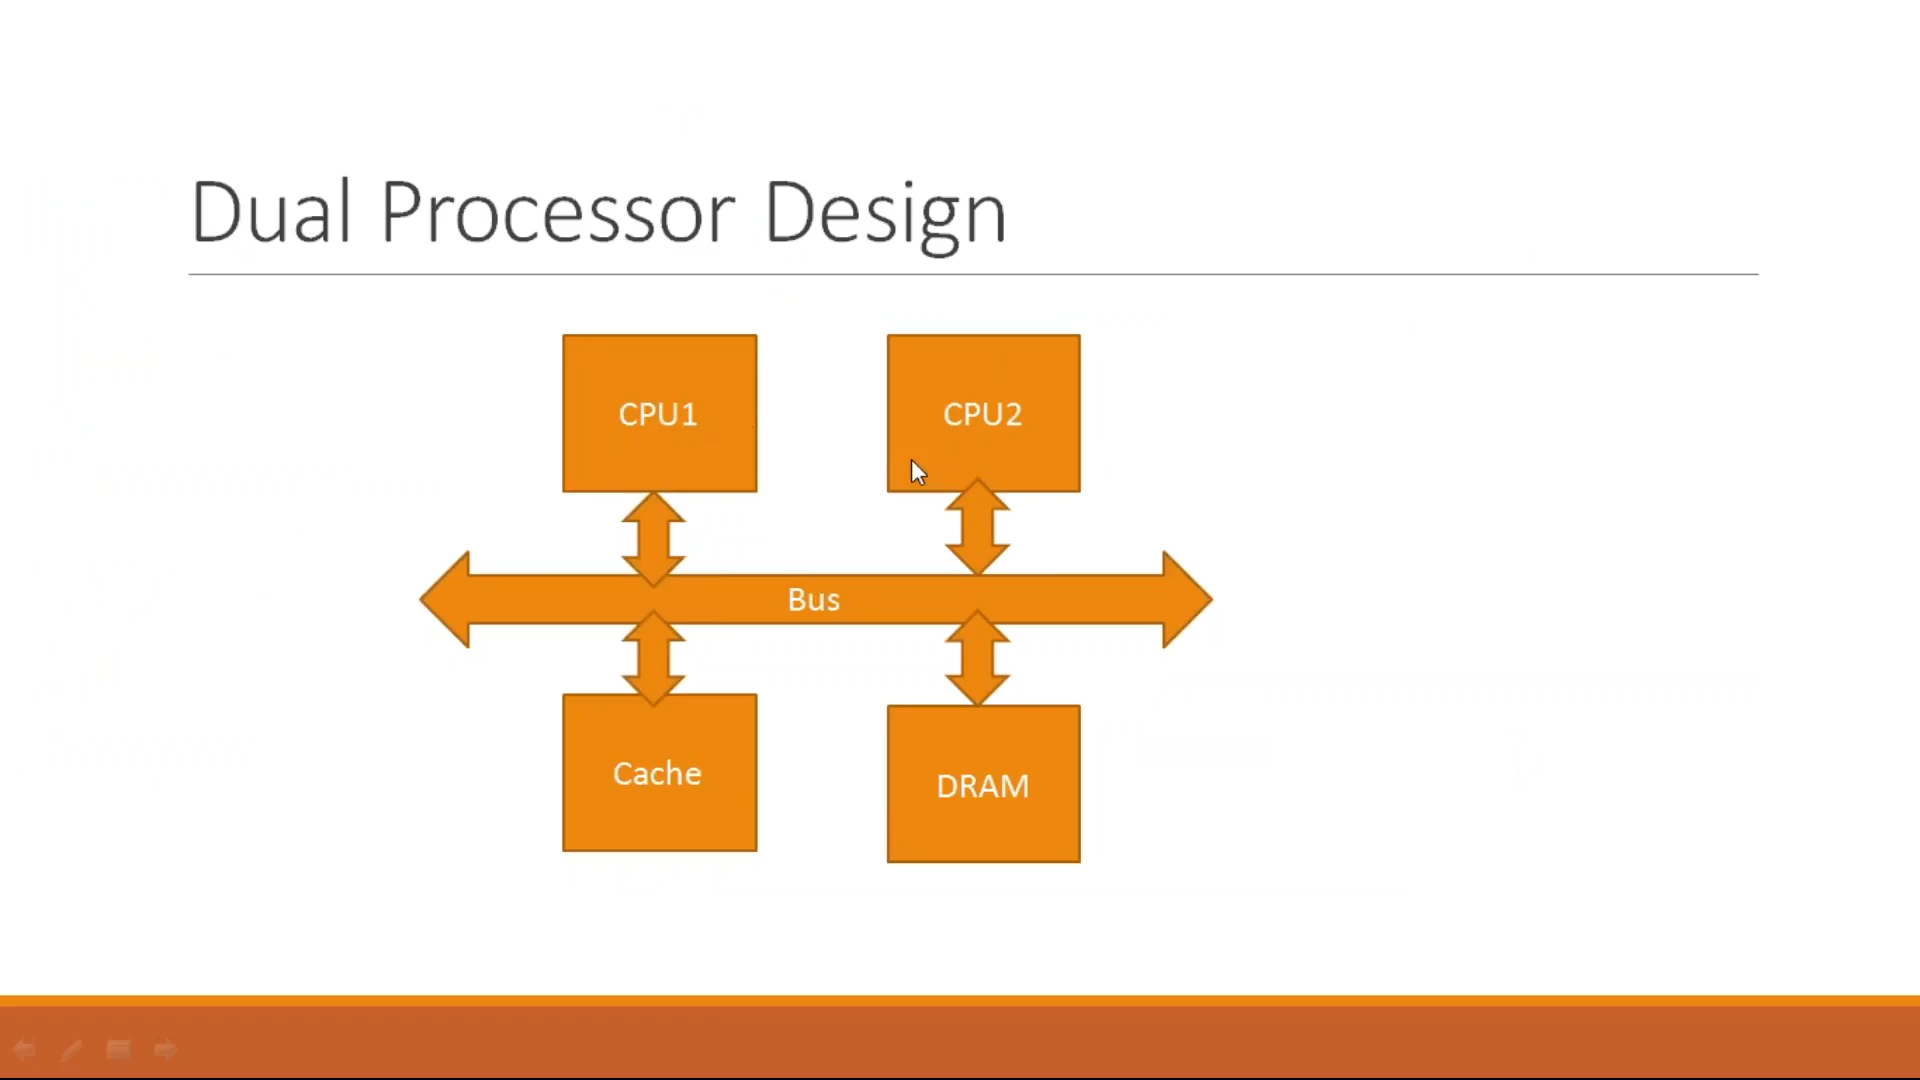 Dual Processor Design
CPU1
CPU2
Bus
Cache
DRAM